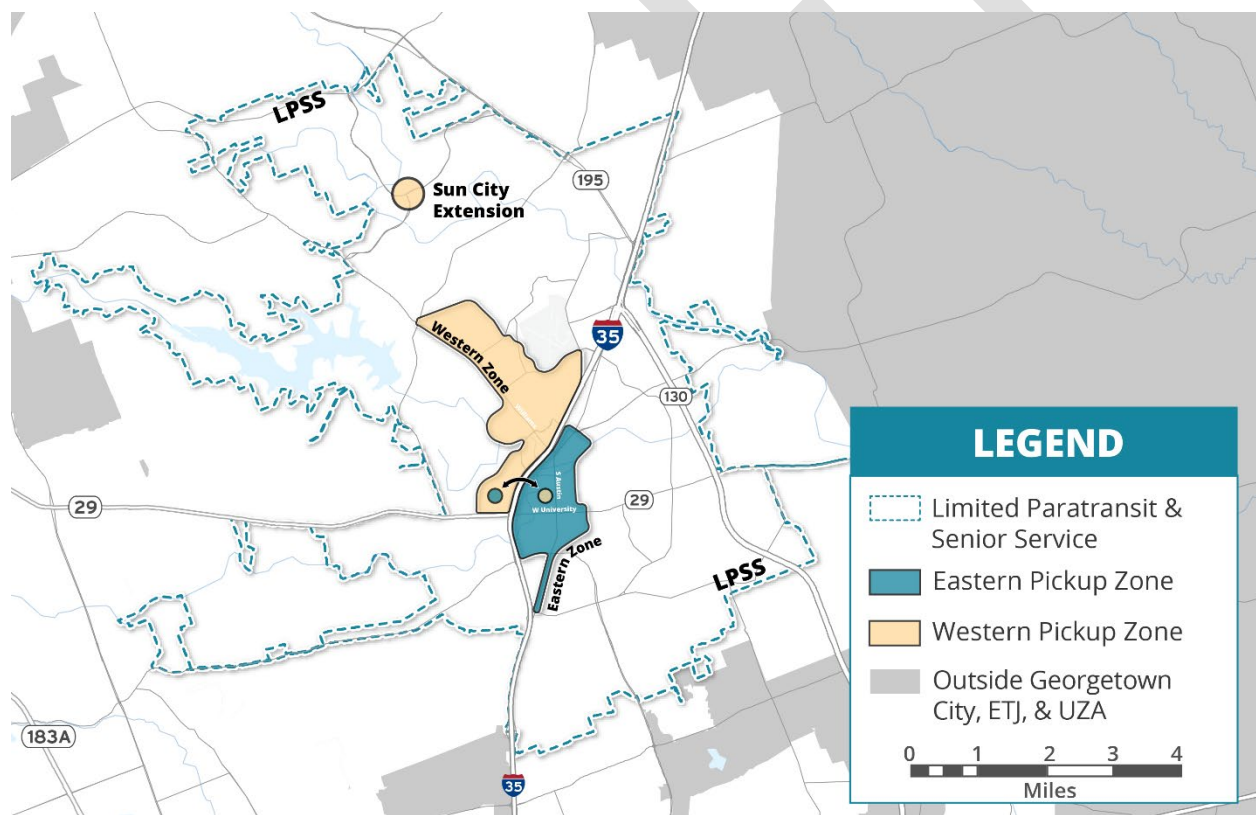 LPSS
Sun City
Extension
195
35
Western Zone
130
29
S Austin
W University
29
Eastern Zone
LPSS
183A
35
LEGEND
Limited Paratransit &
Senior Service
Eastern Pickup Zone
Western Pickup Zone
Outside Georgetown
City, ETJ, & UZA
0 1 2 3 4
Miles